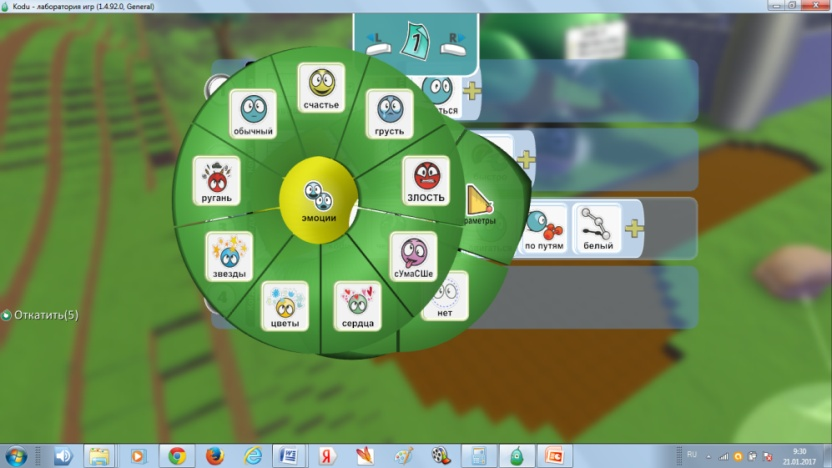 Kodu - лаборатория игр (1.4.92.0, General)
L
1
R
счастье
обычный
грусть
ться
ругань
ЗЛОСТЬ
эмоции
раметры
по путям
белый
звезды
сУмаСШе
цветы
сердца
нет
Откатить(5)
RU
9:30
21.01.2017